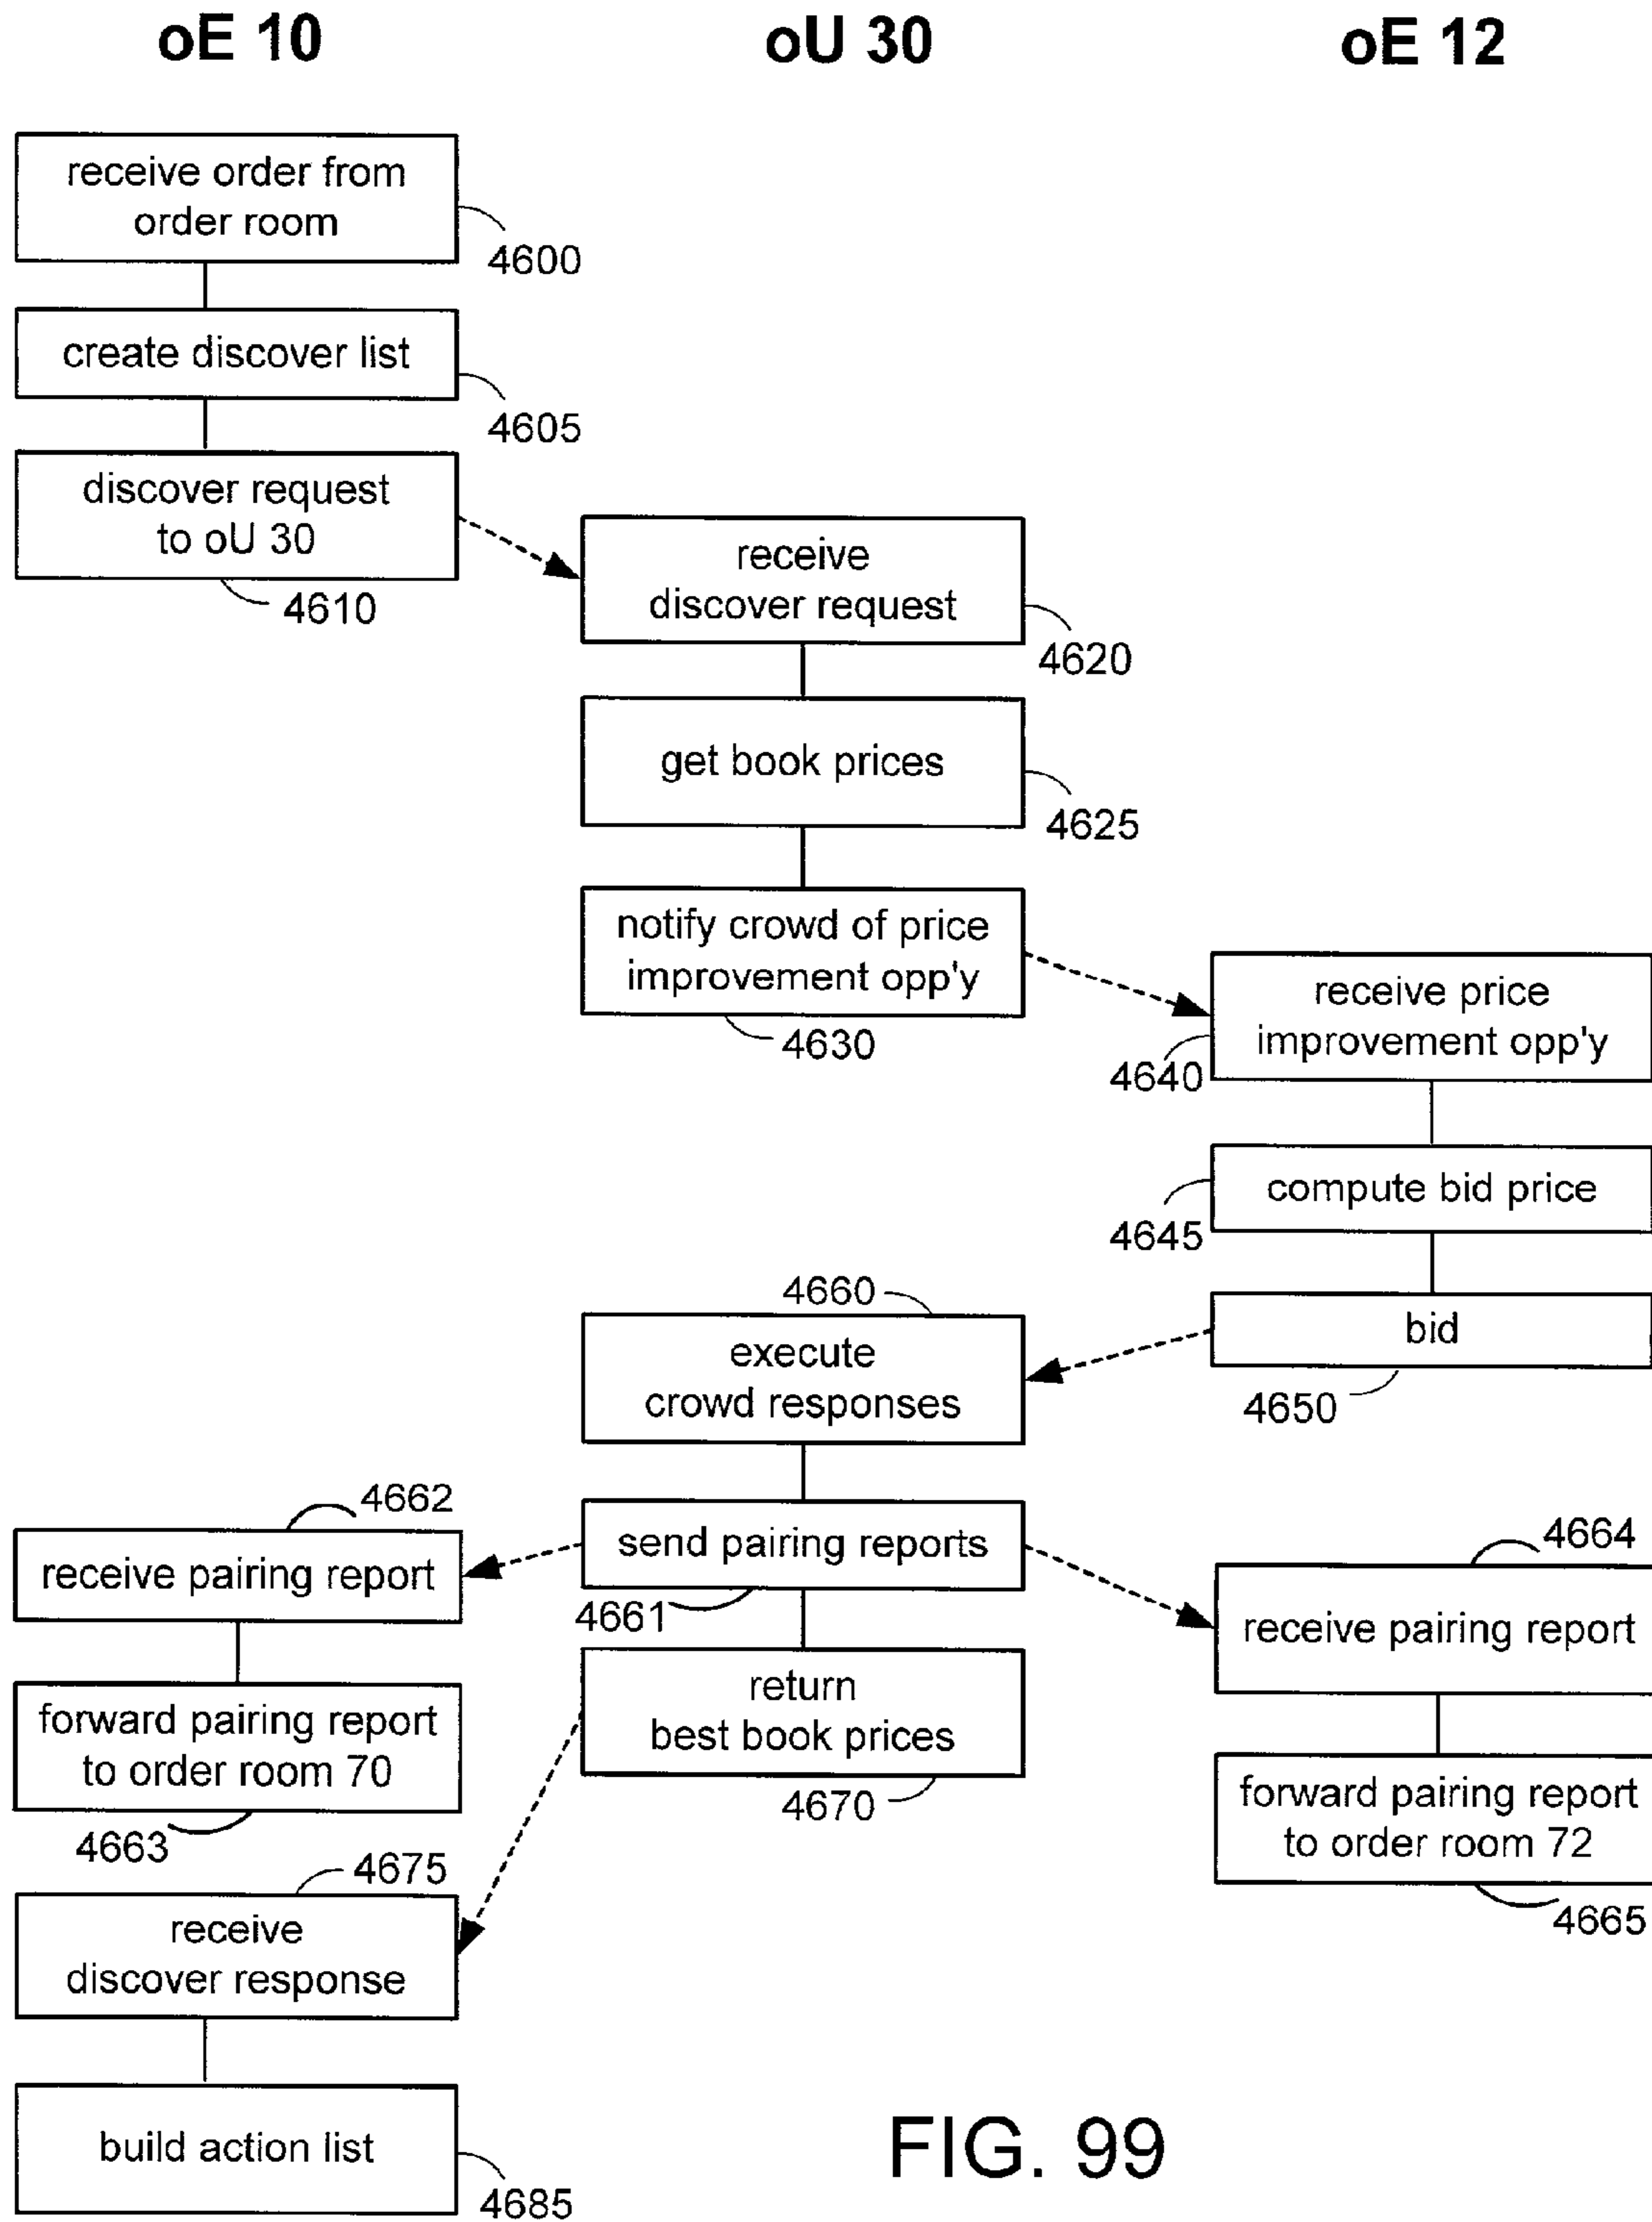 oE 10
oU 30
oE 12
receive order from
order room
4600
create discover list
4605
discover request
to oU 30
4610
receive
discover request
4620
get book prices
4625
notify crowd of price
improvement opp'y
4630
receive price
improvement opp'y
4640
compute bid price
4645
bid
4650
4660
execute
crowd responses
send pairing reports
4661
4662
receive pairing report
forward pairing report
to order room 70
4663
4664
receive pairing report
forward pairing report
to order room 72
4665
return
best book prices
4670
4675
receive
discover response
build action list
4685
FIG. 99